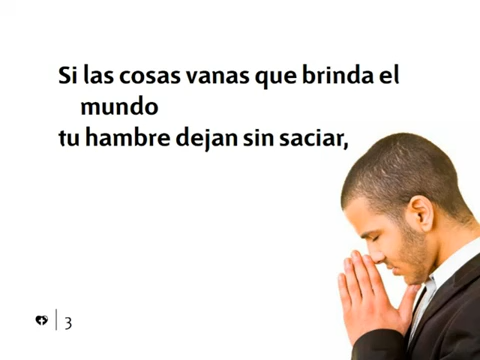 Si las cosas vanas que brinda el
mundo
tu hambre dejan sin saciar,
3